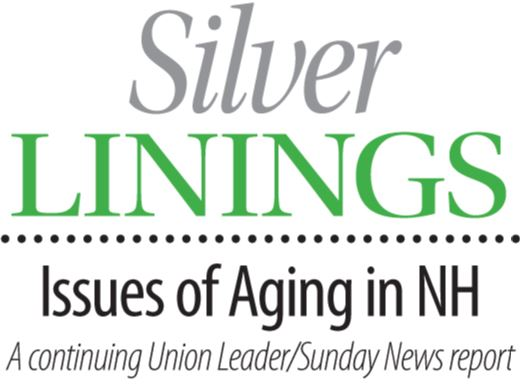 Silver
LININGS
Issues of Aging in NH
A continuing Union Leader/Sunday News report